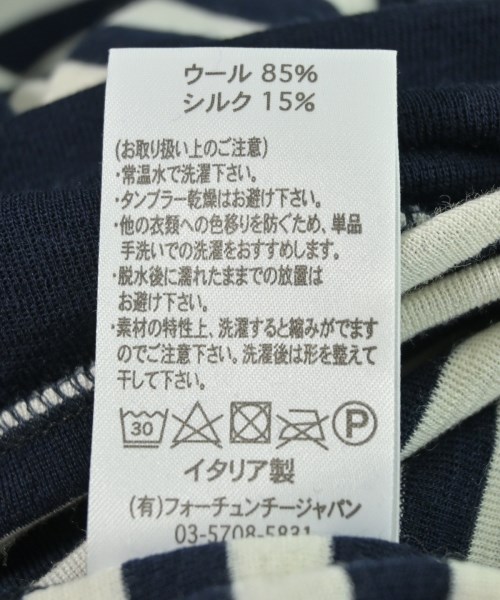 ウール 85%
シルク 15%
(お取り扱い上のご注意)
・常温水で洗濯下さい。
・タンブラー乾燥はお避け下さい。
・他の衣類への色移りを防ぐため、単品
手洗いでの洗濯をおすすめします。
・脱水後に濡れたままでの放置は
お避け下さい。
・素材の特性上、洗濯すると縮みがでます
のでご注意下さい。洗濯後は形を整えて
干して下さい。
30 P
イタリア製
(有)フォーチュンチージャパン
03-5708-5831